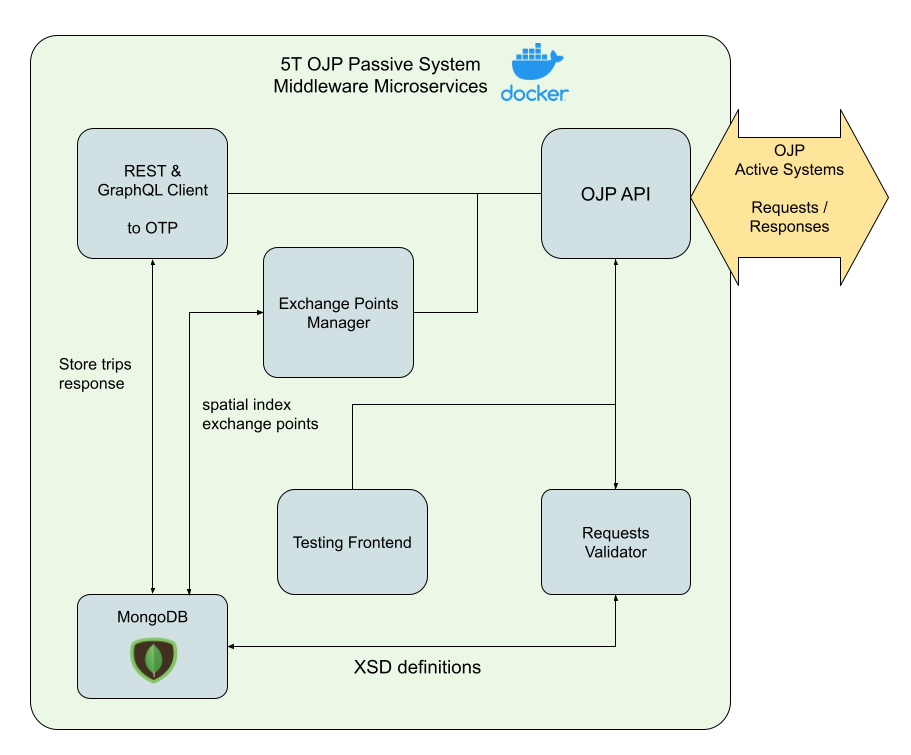 5T OJP Passive System
Middleware Microservices
docker
REST &
GraphQL Client
to OTP
OJP API
OJP
Active Systems
Requests /
Responses
Exchange Points
Manager
Store trips
response
spatial index
exchange points
Testing Frontend
Requests
Validator
MongoDB
XSD definitions